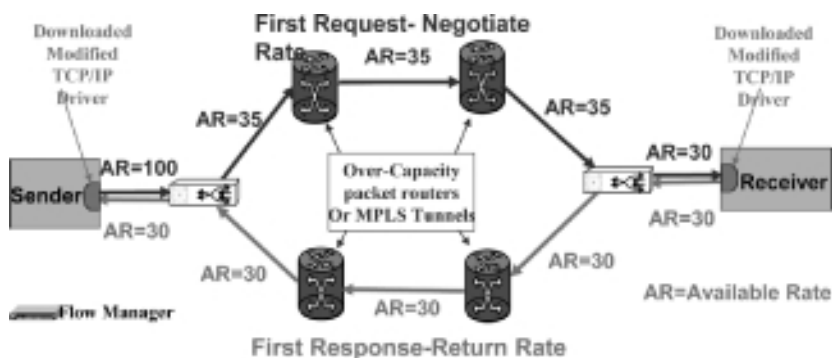 First Request- Negotiate
Rate
Downloaded
Modified
TCP/IP
Driver
Downloaded
Modified
TCP/IP
Driver
AR=35
AR=35
AR=35
AR=100
AR=30
Sender
Over-Capacity
packet routers
Or MPLS Tunnels
Receiver
AR=30
AR=30
AR=30
AR=30
AR=30
AR=Available Rate
Flow Manager
First Response-Return Rate